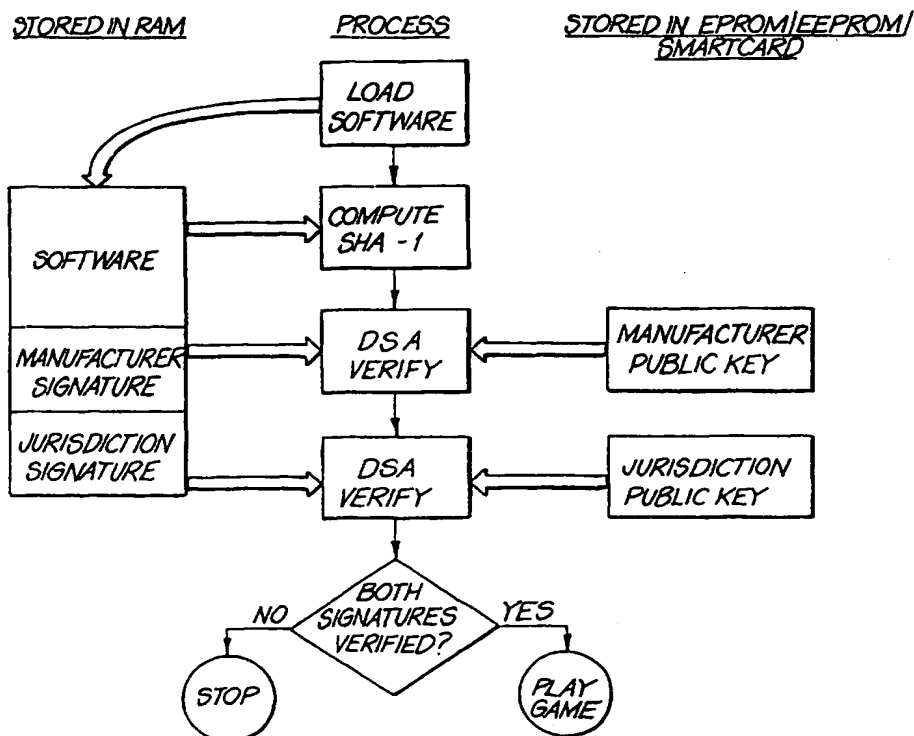 STORED IN RAM
PROCESS
STORED IN EPROM/EEPROM/
SMARTCARD
LOAD
SOFTWARE
COMPUTE
SHA - 1
SOFTWARE
MANUFACTURER
SIGNATURE
DSA
VERIFY
MANUFACTURER
PUBLIC KEY
JURISDICTION
SIGNATURE
DSA
VERIFY
JURISDICTION
PUBLIC KEY
BOTH
SIGNATURES
VERIFIED?
NO
YES
STOP
PLAY
GAME